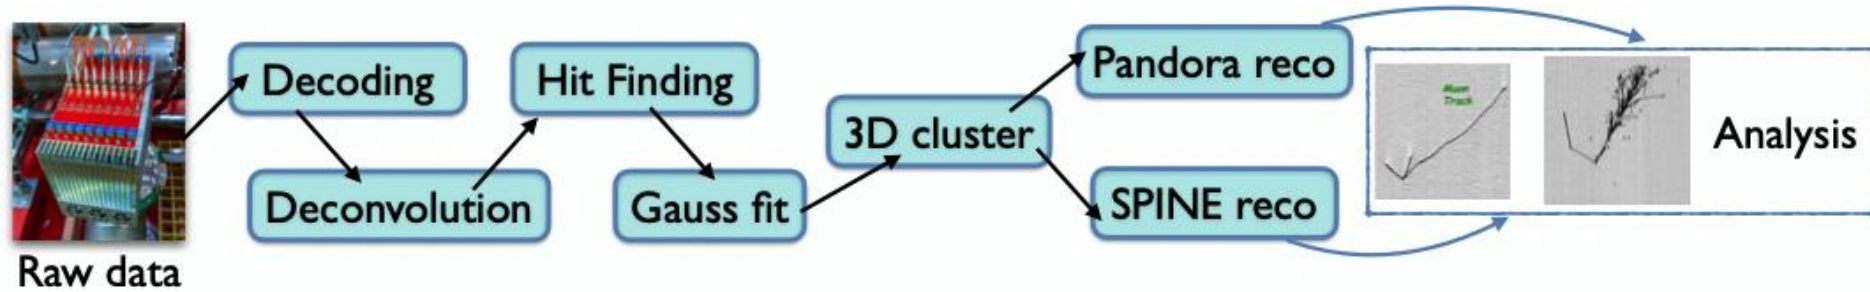 Raw data
Decoding
Deconvolution
Hit Finding
Gauss fit
3D cluster
Pandora reco
SPINE reco
Muon
Track
Analysis